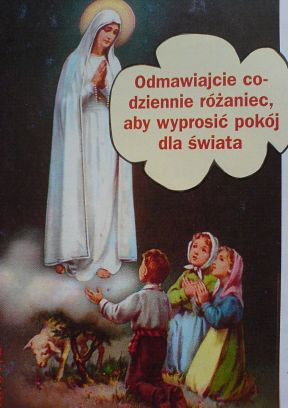 Odmawiajcie co-
dziennie różaniec,
aby wyprosić pokój
dla świata